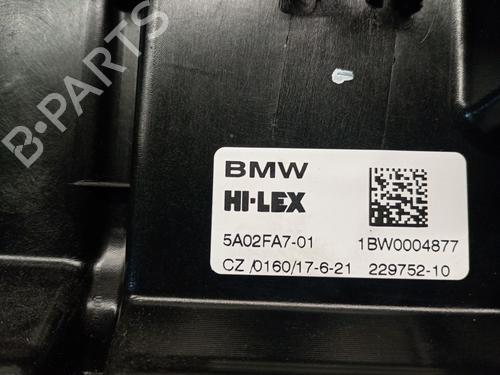 B-PARTS
BMW
HI-LEX
5A02FA7-01 1BW0004877
CZ /0160/17-6-21 229752-10